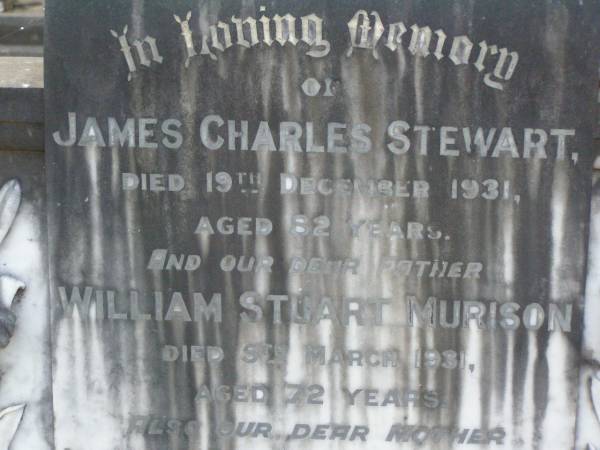 In Loving Memory
OF
JAMES CHARLES STEWART,
DIED 19TH DECEMBER 1931,
AGED 82 YEARS.
AND OUR DEAR FATHER
WILLIAM STUART MURISON
DIED 5TH MARCH 1931,
AGED 72 YEARS.
ALSO OUR DEAR MOTHER